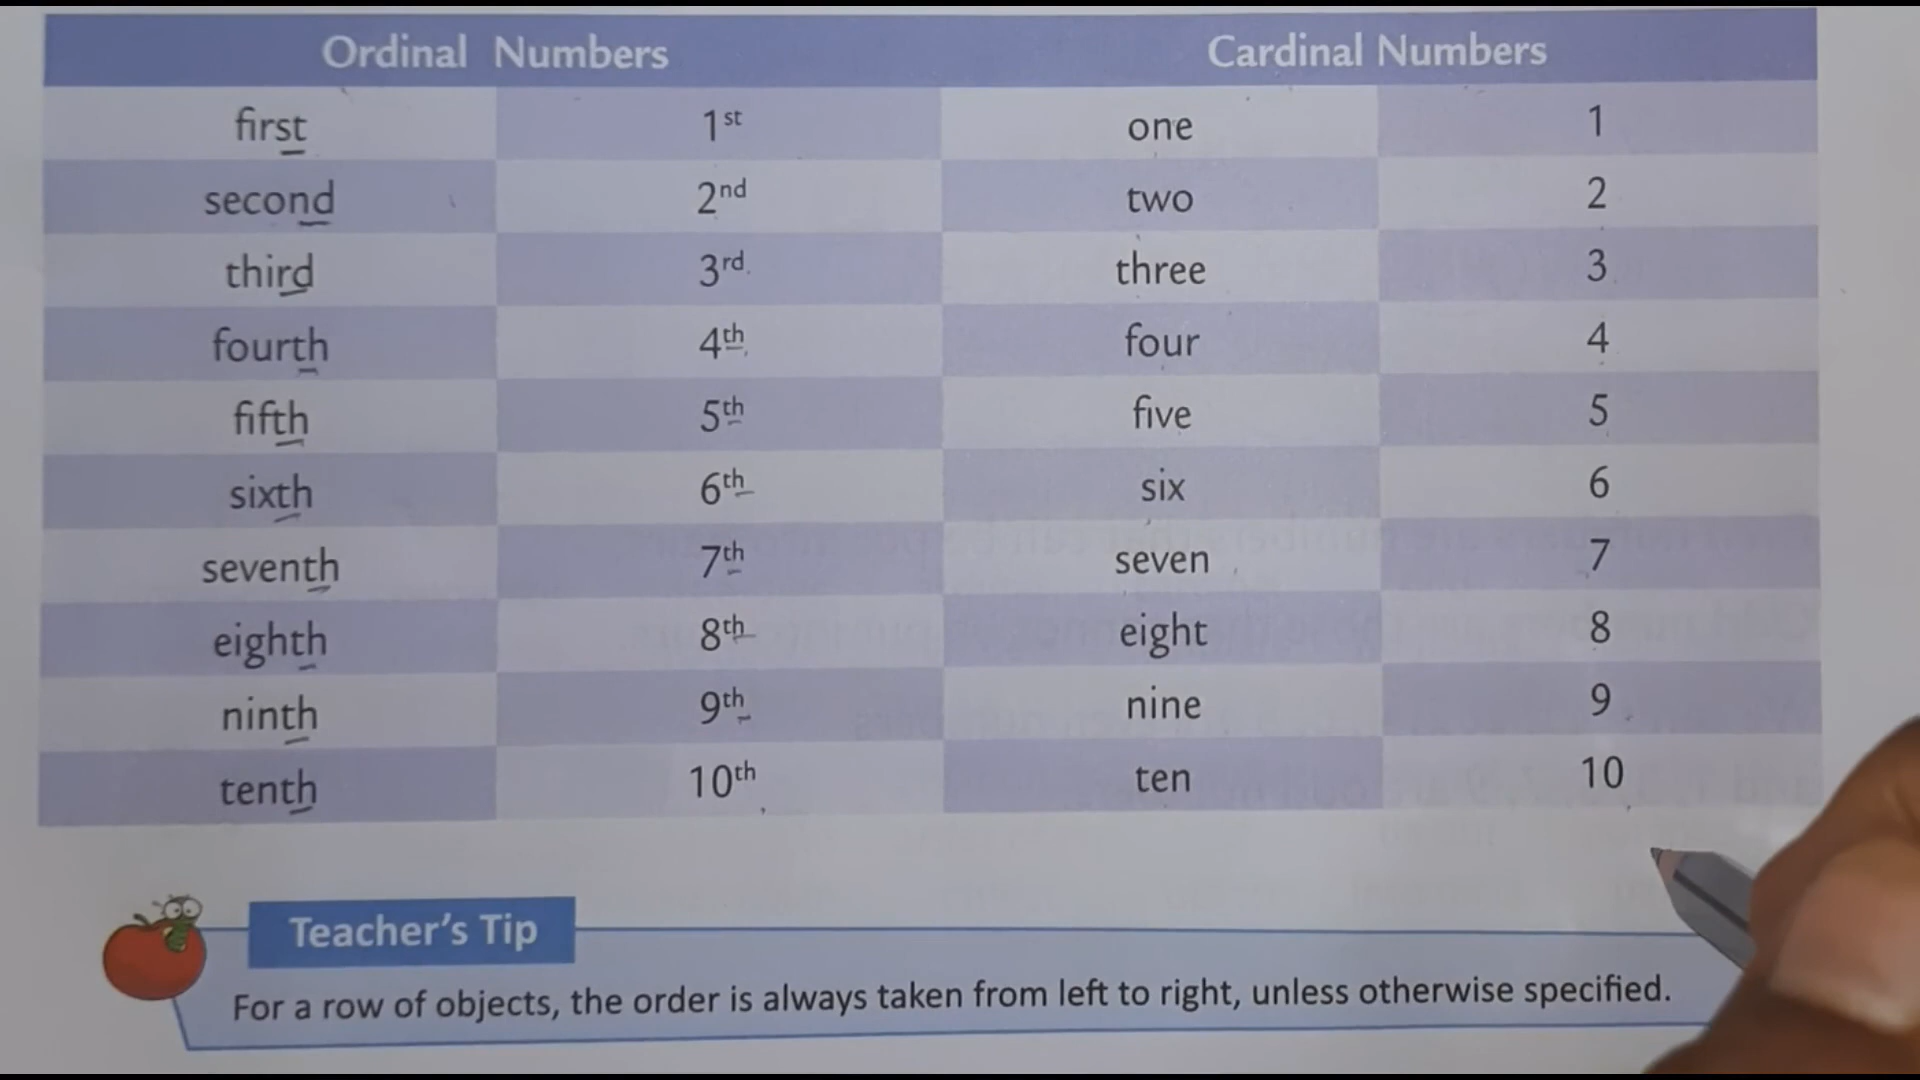 Ordinal Numbers Cardinal Numbers
first 1st one 1
second 2nd two 2
third 3rd three 3
fourth 4th four 4
fifth 5th five 5
sixth 6th six 6
seventh 7th seven 7
eighth 8th eight 8
ninth 9th nine 9
tenth 10th ten 10
Teacher's Tip
For a row of objects, the order is always taken from left to right, unless otherwise specified.